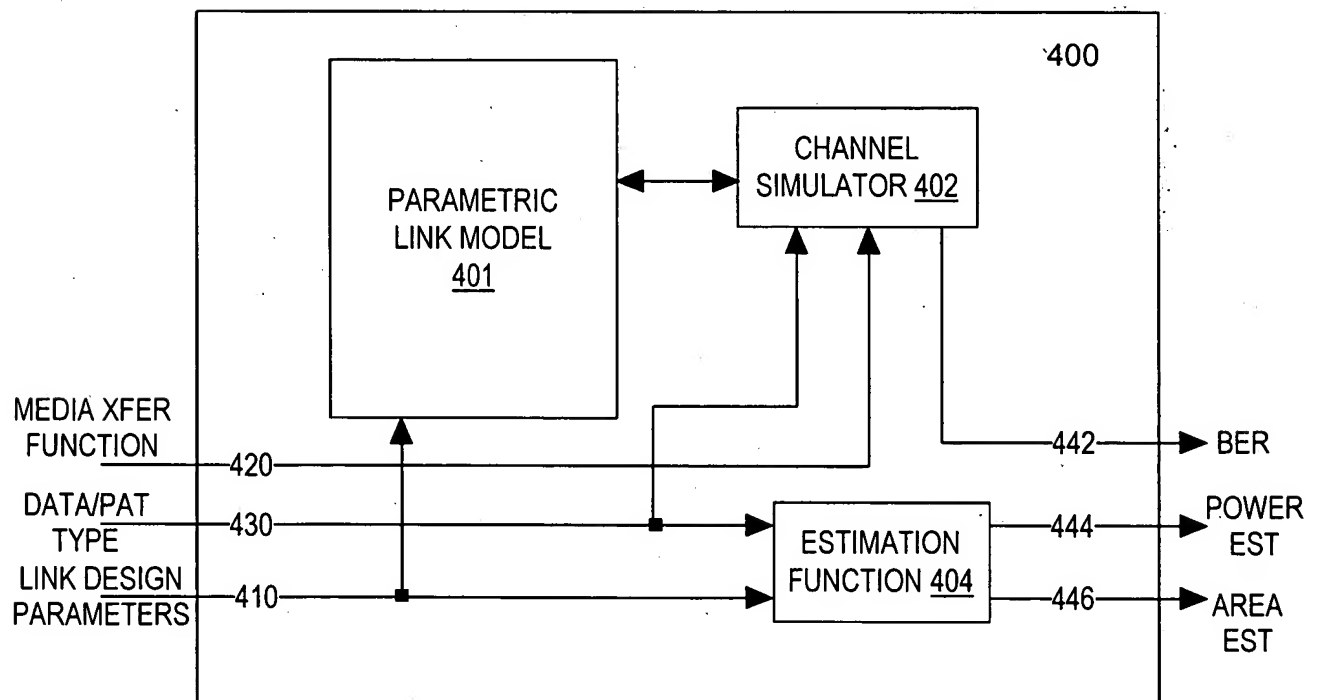 400
CHANNEL
SIMULATOR 402
PARAMETRIC
LINK MODEL
401
MEDIA XFER
FUNCTION
420
442
BER
DATA/PAT
TYPE
430
444
POWER
EST
ESTIMATION
FUNCTION 404
LINK DESIGN
PARAMETERS
410
446
AREA
EST